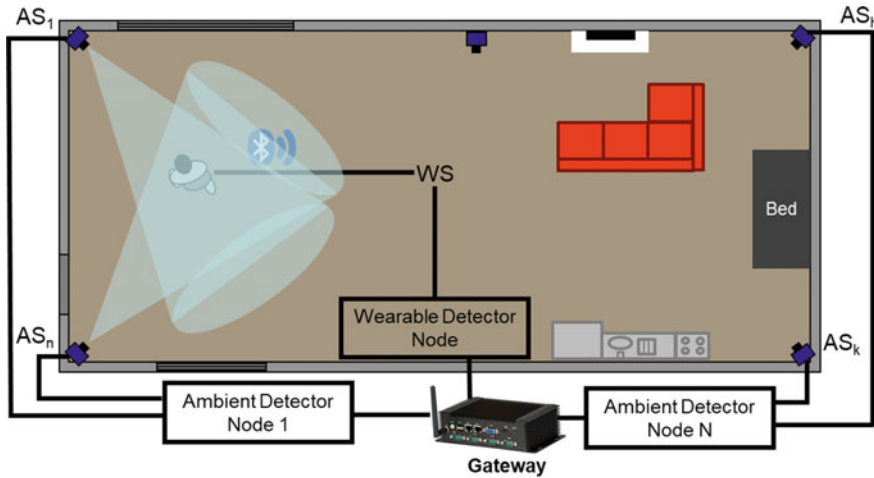 AS1
ASh
WS
Bed
Wearable Detector
Node
ASn
ASk
Ambient Detector
Node 1
Ambient Detector
Node N
Gateway